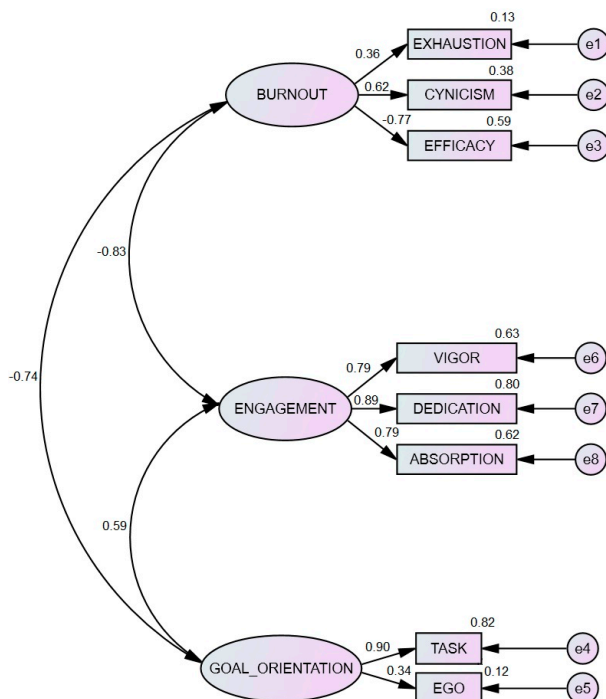 0.13
0.36
EXHAUSTION
e1
0.38
BURNOUT
0.62
CYNICISM
e2
0.59
-0.77
EFFICACY
e3
-0.83
-0.74
0.63
0.79
VIGOR
e6
0.80
ENGAGEMENT
0.89
DEDICATION
e7
0.62
0.79
ABSORPTION
e8
0.59
0.82
0.90
TASK
e4
GOAL_ORIENTATION
0.12
0.34
EGO
e5